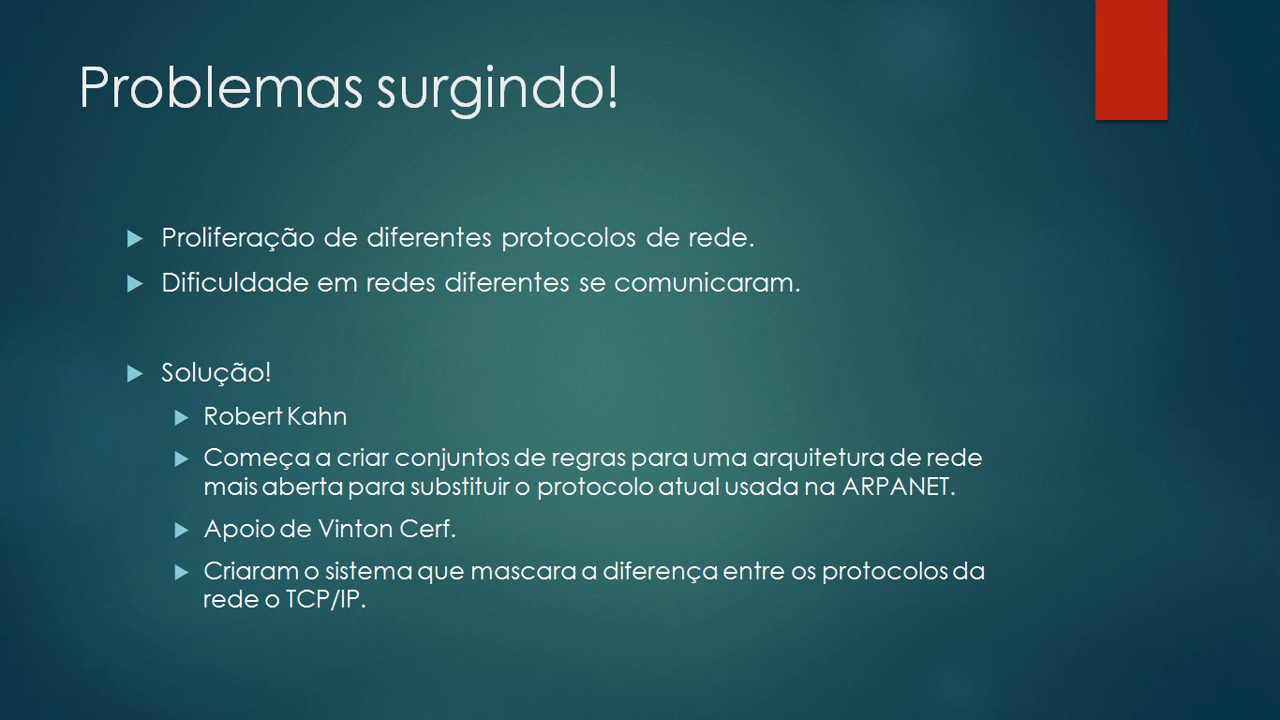 Problemas surgindo!
Proliferação de diferentes protocolos de rede.
Dificuldade em redes diferentes se comunicaram.
Solução!
Robert Kahn
Começa a criar conjuntos de regras para uma arquitetura de rede
mais aberta para substituir o protocolo atual usada na ARPANET.
Apoio de Vinton Cerf.
Criaram o sistema que mascara a diferença entre os protocolos da
rede o TCP/IP.